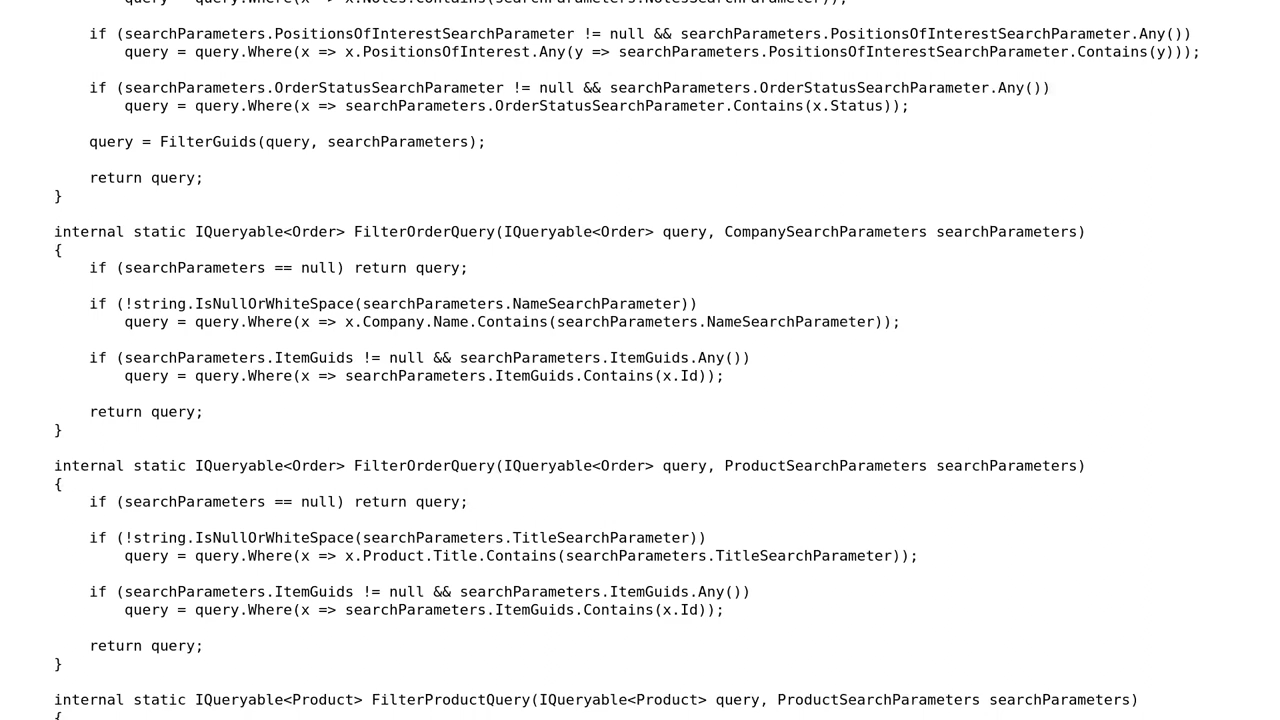 query = query.Where(x => x.Notes.Contains(searchParameters.NotesSearchParameter));

if (searchParameters.PositionsOfInterestSearchParameter != null && searchParameters.PositionsOfInterestSearchParameter.Any())
query = query.Where(x => x.PositionsOfInterest.Any(y => searchParameters.PositionsOfInterestSearchParameter.Contains(y)));

if (searchParameters.OrderStatusSearchParameter != null && searchParameters.OrderStatusSearchParameter.Any())
query = query.Where(x => searchParameters.OrderStatusSearchParameter.Contains(x.Status));

query = FilterGuids(query, searchParameters);

return query;
}

internal static IQueryable<Order> FilterOrderQuery(IQueryable<Order> query, CompanySearchParameters searchParameters)
{
if (searchParameters == null) return query;

if (!string.IsNullOrWhiteSpace(searchParameters.NameSearchParameter))
query = query.Where(x => x.Company.Name.Contains(searchParameters.NameSearchParameter));

if (searchParameters.ItemGuids != null && searchParameters.ItemGuids.Any())
query = query.Where(x => searchParameters.ItemGuids.Contains(x.Id));

return query;
}

internal static IQueryable<Order> FilterOrderQuery(IQueryable<Order> query, ProductSearchParameters searchParameters)
{
if (searchParameters == null) return query;

if (!string.IsNullOrWhiteSpace(searchParameters.TitleSearchParameter))
query = query.Where(x => x.Product.Title.Contains(searchParameters.TitleSearchParameter));

if (searchParameters.ItemGuids != null && searchParameters.ItemGuids.Any())
query = query.Where(x => searchParameters.ItemGuids.Contains(x.Id));

return query;
}

internal static IQueryable<Product> FilterProductQuery(IQueryable<Product> query, ProductSearchParameters searchParameters)
{